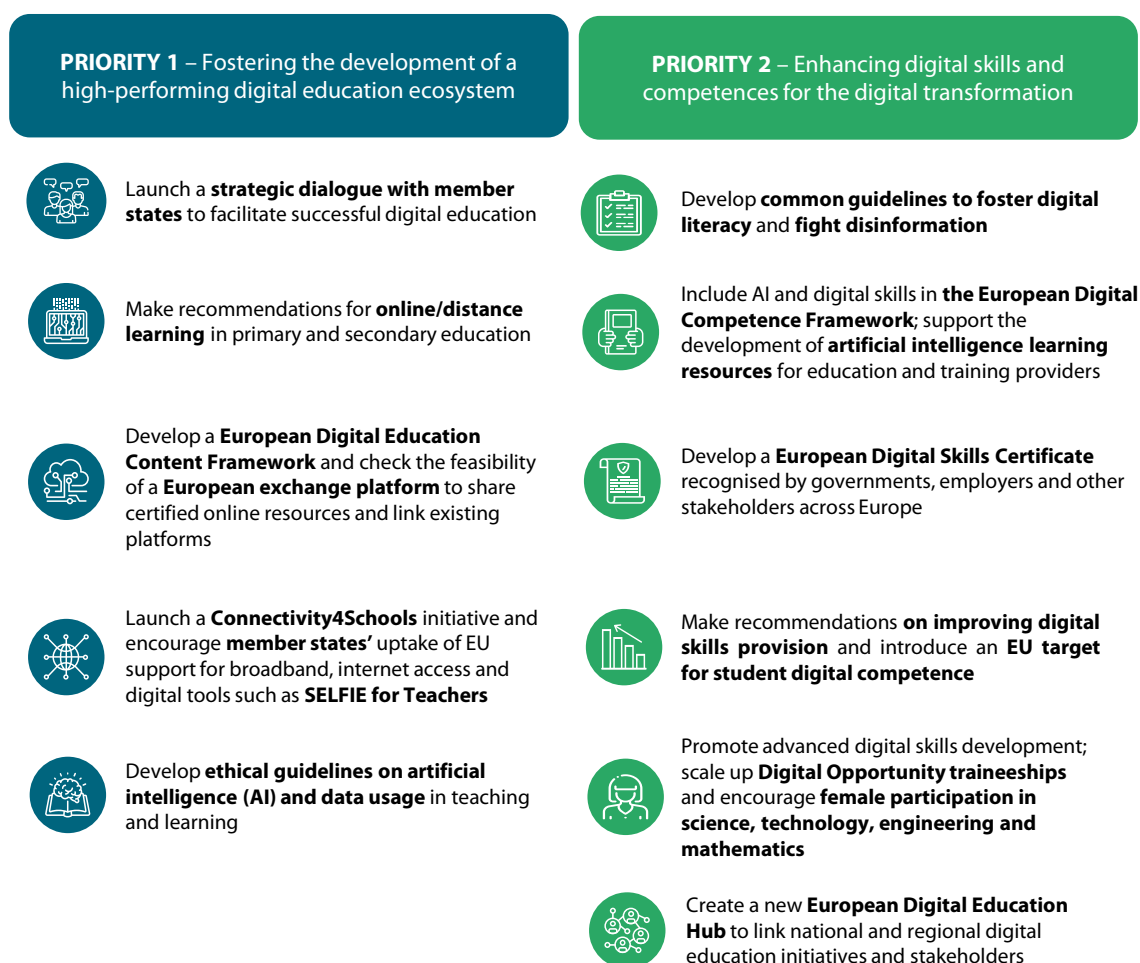 PRIORITY 1 – Fostering the development of a
high-performing digital education ecosystem
Launch a strategic dialogue with member
states to facilitate successful digital education
Make recommendations for online/distance
learning in primary and secondary education
Develop a European Digital Education
Content Framework and check the feasibility
of a European exchange platform to share
certified online resources and link existing
platforms
Launch a Connectivity4Schools initiative and
encourage member states’ uptake of EU
support for broadband, internet access and
digital tools such as SELFIE for Teachers
Develop ethical guidelines on artificial
intelligence (AI) and data usage in teaching
and learning
PRIORITY 2 – Enhancing digital skills and
competences for the digital transformation
Develop common guidelines to foster digital
literacy and fight disinformation
Include AI and digital skills in the European Digital
Competence Framework; support the
development of artificial intelligence learning
resources for education and training providers
Develop a European Digital Skills Certificate
recognised by governments, employers and other
stakeholders across Europe
Make recommendations on improving digital
skills provision and introduce an EU target
for student digital competence
Promote advanced digital skills development;
scale up Digital Opportunity traineeships
and encourage female participation in
science, technology, engineering and
mathematics
Create a new European Digital Education
Hub to link national and regional digital
education initiatives and stakeholders